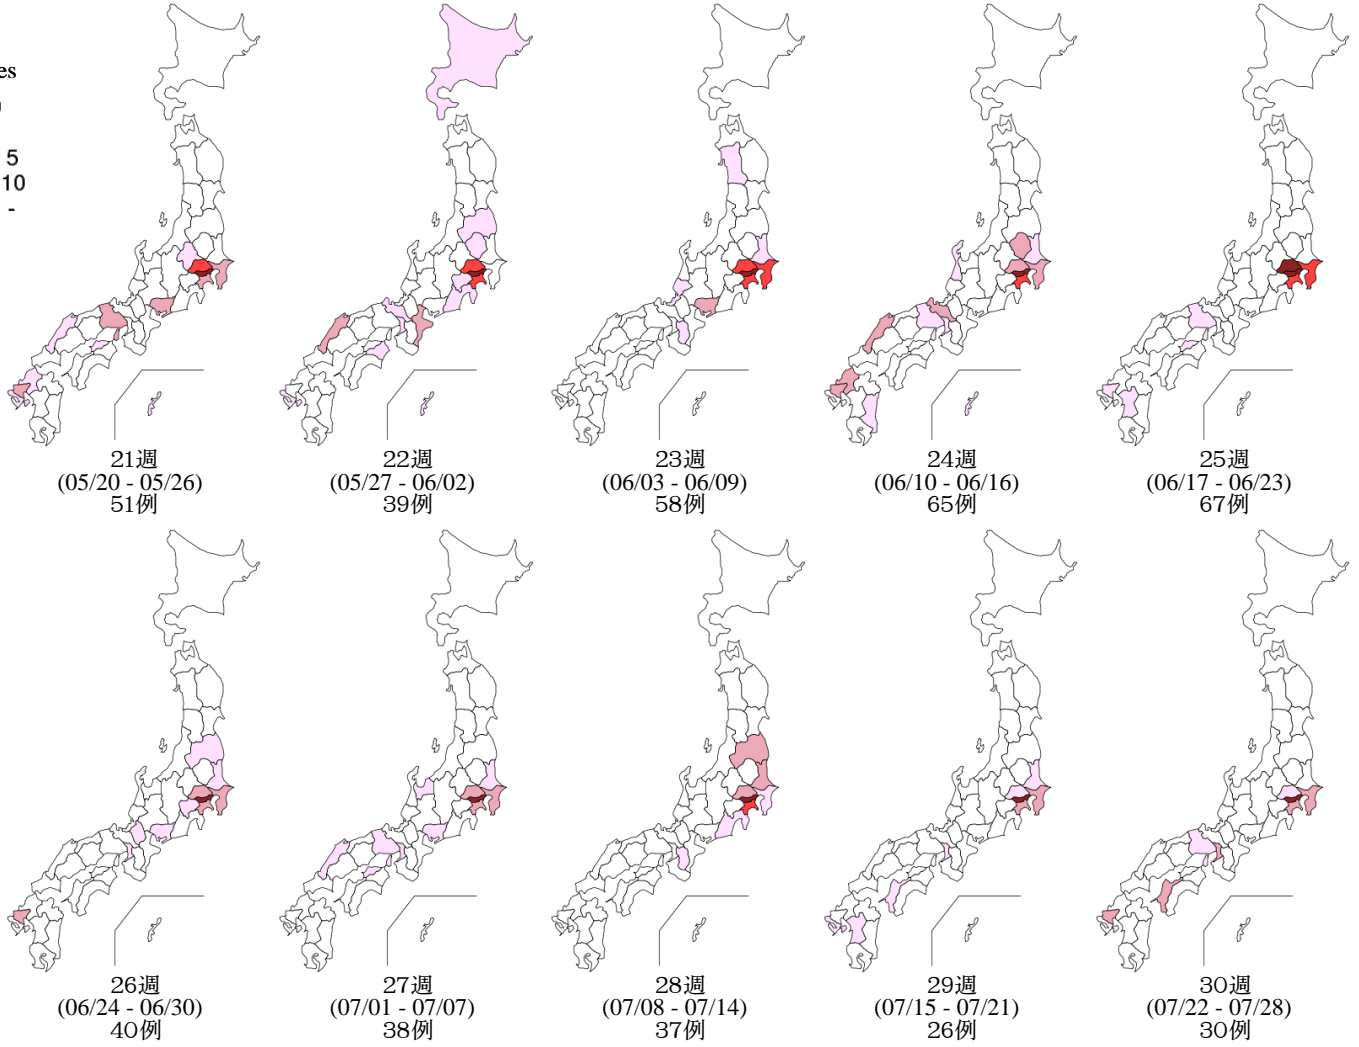 es
5
10
-
21週
(05/20 - 05/26)
51例
22週
(05/27 - 06/02)
39例
23週
(06/03 - 06/09)
58例
24週
(06/10 - 06/16)
65例
25週
(06/17 - 06/23)
67例
26週
(06/24 - 06/30)
40例
27週
(07/01 - 07/07)
38例
28週
(07/08 - 07/14)
37例
29週
(07/15 - 07/21)
26例
30週
(07/22 - 07/28)
30例